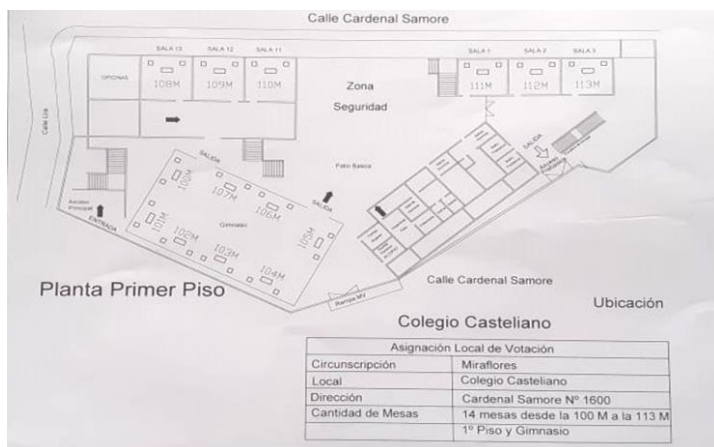 Calle Cardenal Samore
SALA 13
SALA 12
SALA 11
SALA 1
SALA 2
SALA 3
OFICINAS
108M
109M
110M
Zona
Seguridad
111M
112M
113M
Calle Lira
SALIDA
Patio Basica
SALIDA
100M
107M
106M
SALIDA
Acceso
Principal
ENTRADA
101M
Gimnasio
105M
102M
103M
104M
Rampa MV
Calle Cardenal Samore
Planta Primer Piso
Ubicación
Colegio Casteliano
Asignación Local de Votación
Circunscripción Miraflores
Local Colegio Casteliano
Dirección Cardenal Samore Nº 1600
Cantidad de Mesas 14 mesas desde la 100 M a la 113 M
1º Piso y Gimnasio